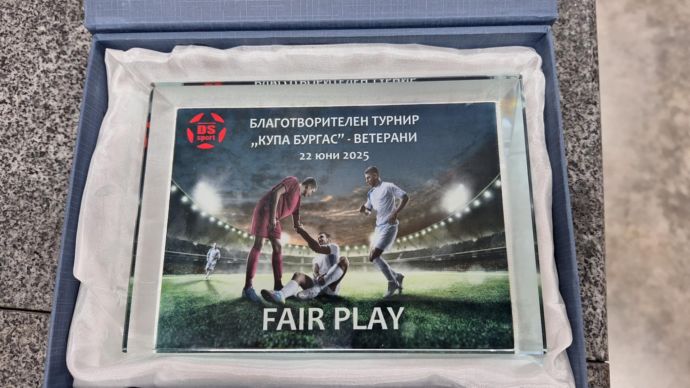 DS
sport
БЛАГОТВОРИТЕЛЕН ТУРНИР
„КУПА БУРГАС” - ВЕТЕРАНИ
22 ЮНИ 2025
FAIR PLAY